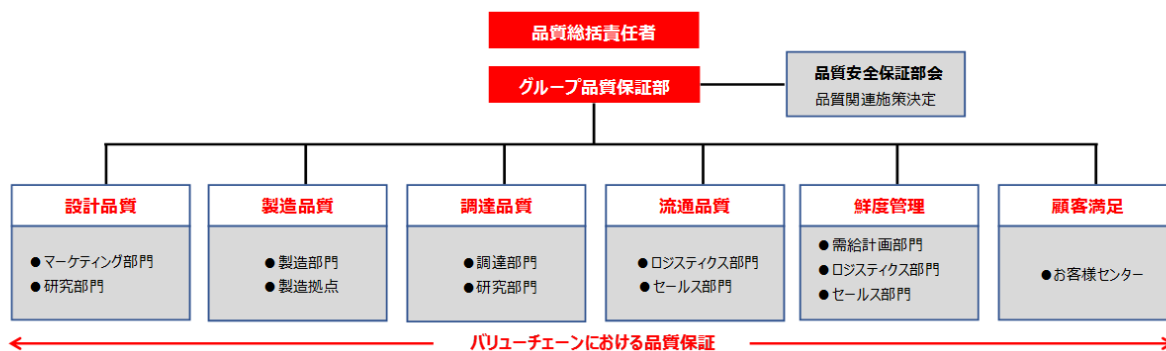 品質総括責任者
グループ品質保証部
品質安全保証部会
品質関連施策決定
設計品質
●マーケティング部門
●研究部門
製造品質
●製造部門
●製造拠点
調達品質
●調達部門
●研究部門
流通品質
●ロジスティクス部門
●セールス部門
鮮度管理
●需給計画部門
●ロジスティクス部門
●セールス部門
顧客満足
●お客様センター
バリューチェーンにおける品質保証